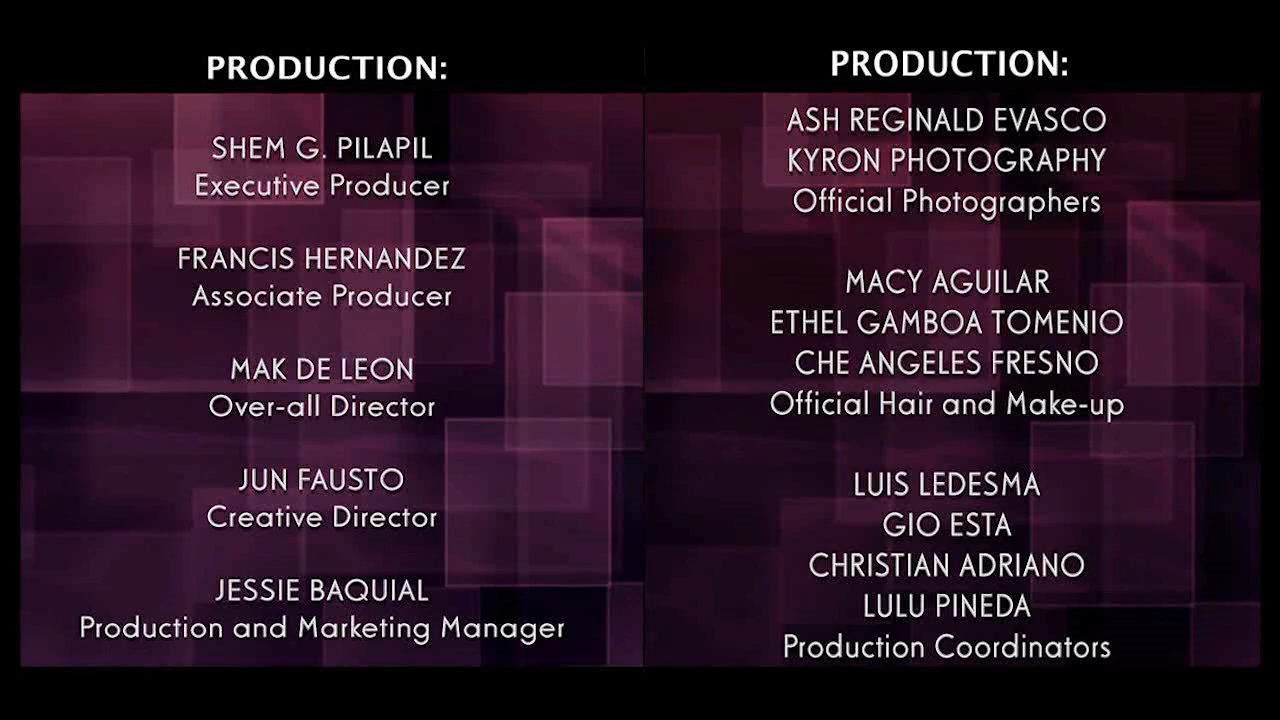 PRODUCTION:
SHEM G. PILAPIL
Executive Producer
FRANCIS HERNANDEZ
Associate Producer
MAK DE LEON
Over-all Director
JUN FAUSTO
Creative Director
JESSIE BAQUIAL
Production and Marketing Manager
PRODUCTION:
ASH REGINALD EVASCO
KYRON PHOTOGRAPHY
Official Photographers
MACY AGUILAR
ETHEL GAMBOA TOMENIO
CHE ANGELES FRESNO
Official Hair and Make-up
LUIS LEDESMA
GIO ESTA
CHRISTIAN ADRIANO
LULU PINEDA
Production Coordinators